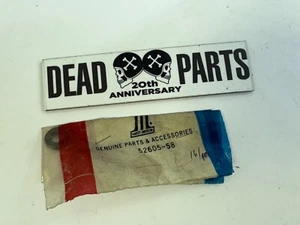 DEAD PARTS
20th
ANNIVERSARY
GENUINE PARTS & ACCESSORIES
52605-58